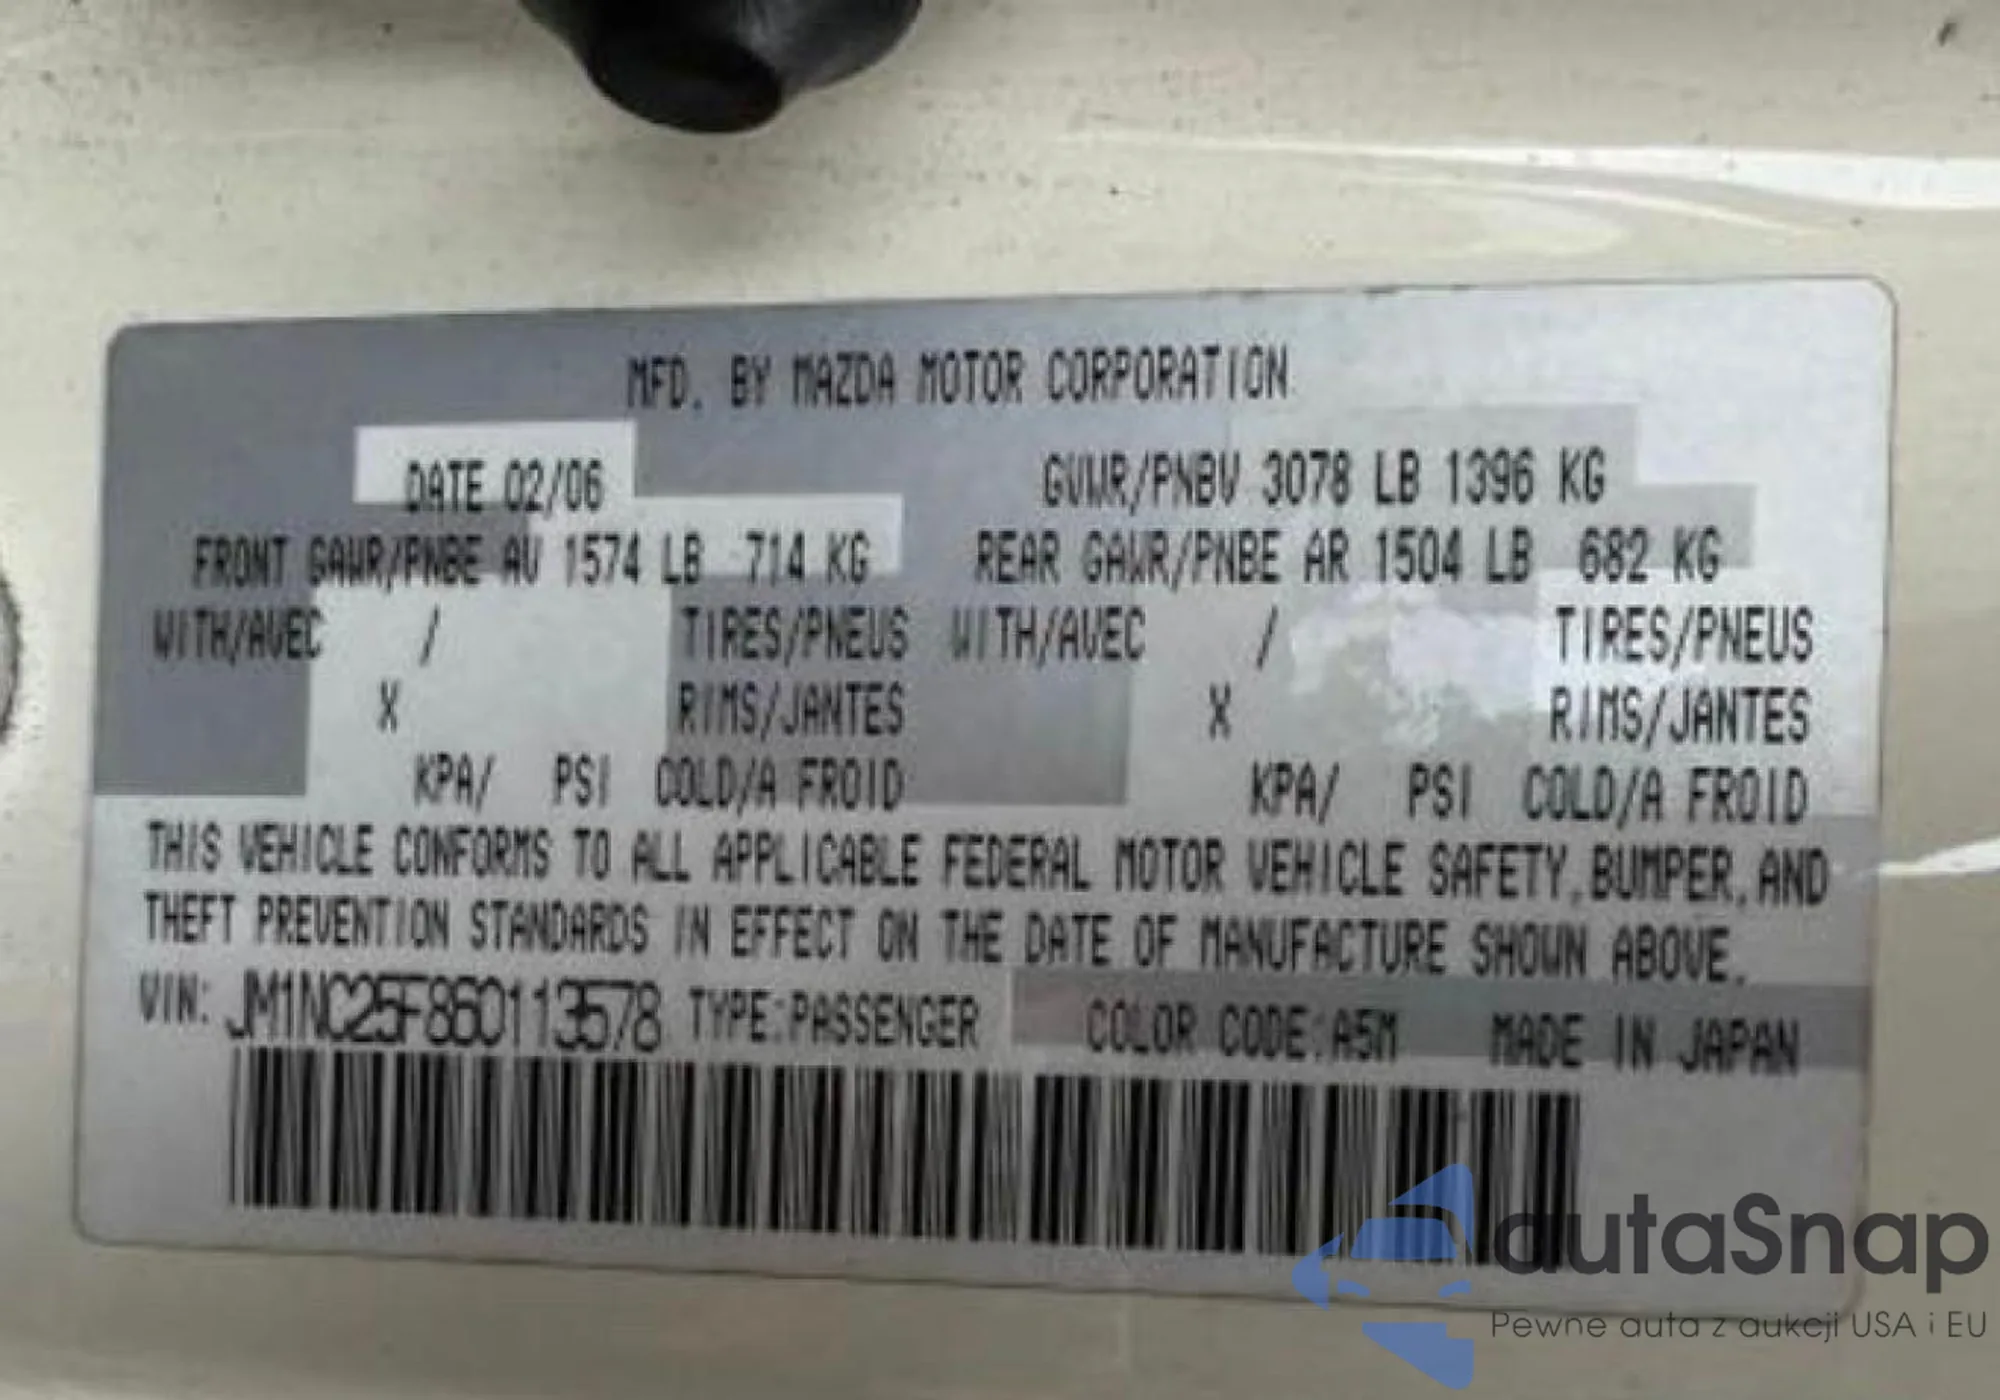 MFD. BY MAZDA MOTOR CORPORATION
DATE 02/06 GVWR/PNBV 3078 LB 1396 KG
FRONT GAWR/PNBE AV 1574 LB 714 KG REAR GAWR/PNBE AR 1504 LB 682 KG
WITH/AVEC / TIRES/PNEUS WITH/AVEC / TIRES/PNEUS
X RIMS/JANTES X RIMS/JANTES
KPA/ PSI COLD/A FROID KPA/ PSI COLD/A FROID
THIS VEHICLE CONFORMS TO ALL APPLICABLE FEDERAL MOTOR VEHICLE SAFETY,BUMPER,AND
THEFT PREVENTION STANDARDS IN EFFECT ON THE DATE OF MANUFACTURE SHOWN ABOVE.
VIN: JM1NC25F860113578 TYPE:PASSENGER COLOR CODE:A5M MADE IN JAPAN
autaSnap
Pewne auta z aukcji USA i EU